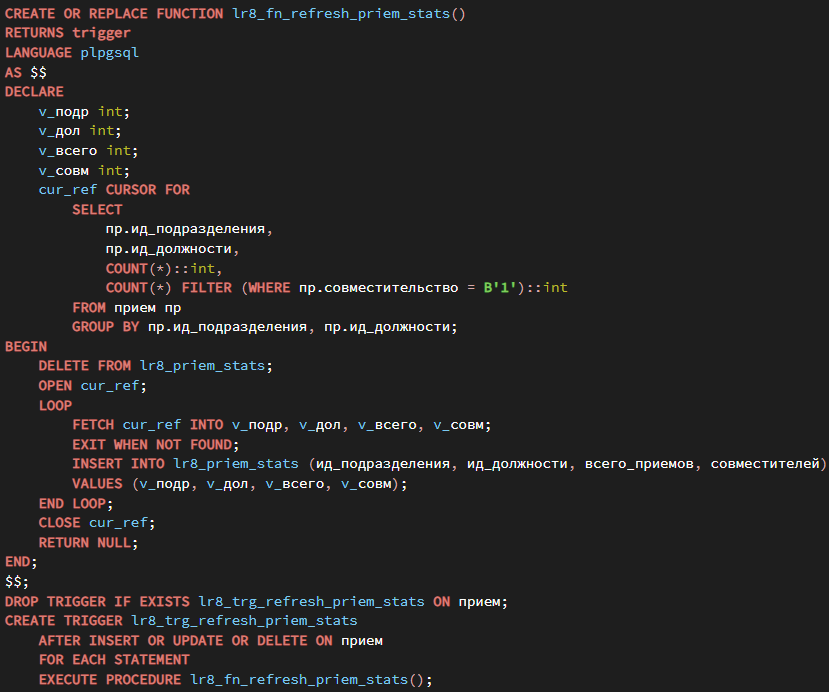 CREATE OR REPLACE FUNCTION lr8_fn_refresh_priem_stats()
RETURNS trigger
LANGUAGE plpgsql
AS $$
DECLARE
    v_подр int;
    v_дол int;
    v_всего int;
    v_совм int;
    cur_ref CURSOR FOR
        SELECT
            пр.ид_подразделения,
            пр.ид_должности,
            COUNT(*)::int,
            COUNT(*) FILTER (WHERE пр.совместительство = B'1')::int
        FROM прием пр
        GROUP BY пр.ид_подразделения, пр.ид_должности;
BEGIN
    DELETE FROM lr8_priem_stats;
    OPEN cur_ref;
    LOOP
        FETCH cur_ref INTO v_подр, v_дол, v_всего, v_совм;
        EXIT WHEN NOT FOUND;
        INSERT INTO lr8_priem_stats (ид_подразделения, ид_должности, всего_приемов, совместителей)
        VALUES (v_подр, v_дол, v_всего, v_совм);
    END LOOP;
    CLOSE cur_ref;
    RETURN NULL;
END;
$$;
DROP TRIGGER IF EXISTS lr8_trg_refresh_priem_stats ON прием;
CREATE TRIGGER lr8_trg_refresh_priem_stats
    AFTER INSERT OR UPDATE OR DELETE ON прием
    FOR EACH STATEMENT
    EXECUTE PROCEDURE lr8_fn_refresh_priem_stats();